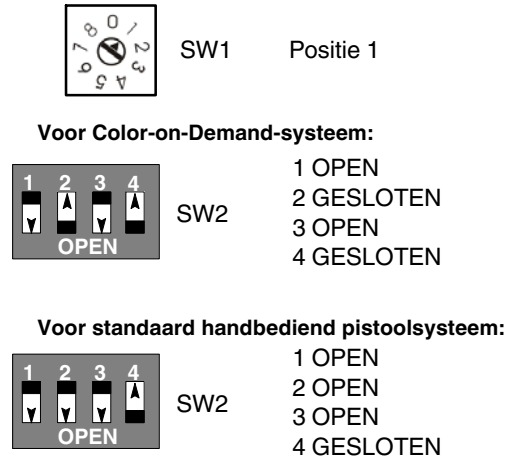 0 1 2 3 4 5 6 7 8
SW1 Positie 1
Voor Color-on-Demand-systeem:
1 2 3 4
OPEN
SW2
1 OPEN
2 GESLOTEN
3 OPEN
4 GESLOTEN
Voor standaard handbediend pistoolsysteem:
1 2 3 4
OPEN
SW2
1 OPEN
2 OPEN
3 OPEN
4 GESLOTEN